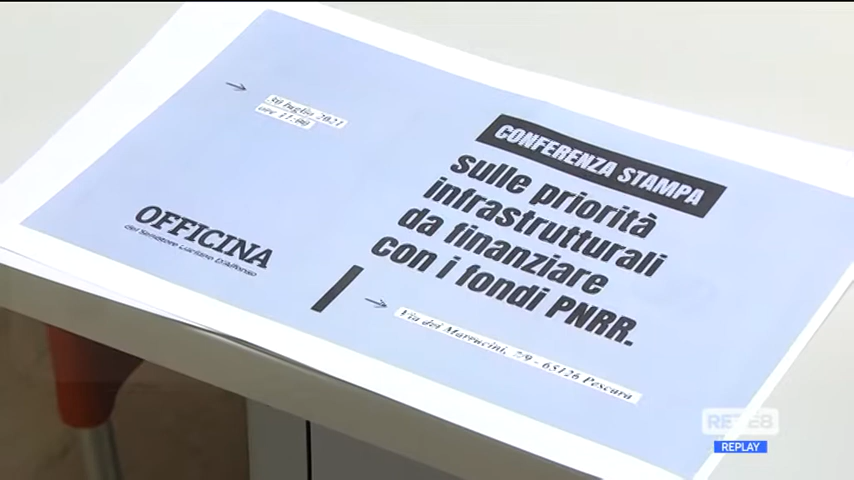 30 luglio 2021
ore 11.00
CONFERENZA STAMPA
Sulle priorità
infrastrutturali
da finanziare
con i fondi PNRR.
OFFICINA
del Senatore Luciano D'Alfonso
Via dei Marrucini, 9 - 65126 Pescara
RETE8
REPLAY